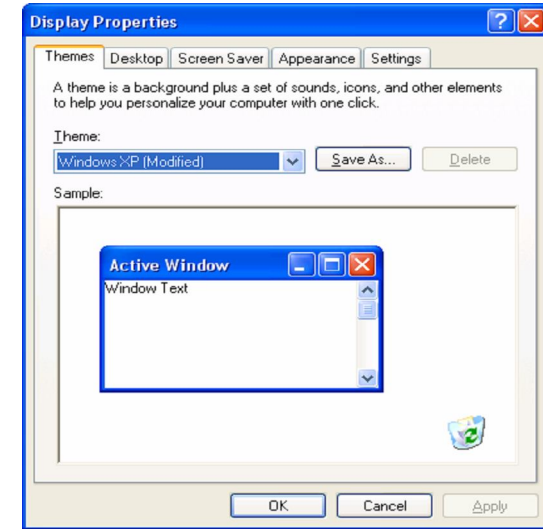 Display Properties
Themes Desktop Screen Saver Appearance Settings
A theme is a background plus a set of sounds, icons, and other elements
to help you personalize your computer with one click.
Theme:
Windows XP (Modified) Save As... Delete
Sample:
Active Window
Window Text
OK Cancel Apply